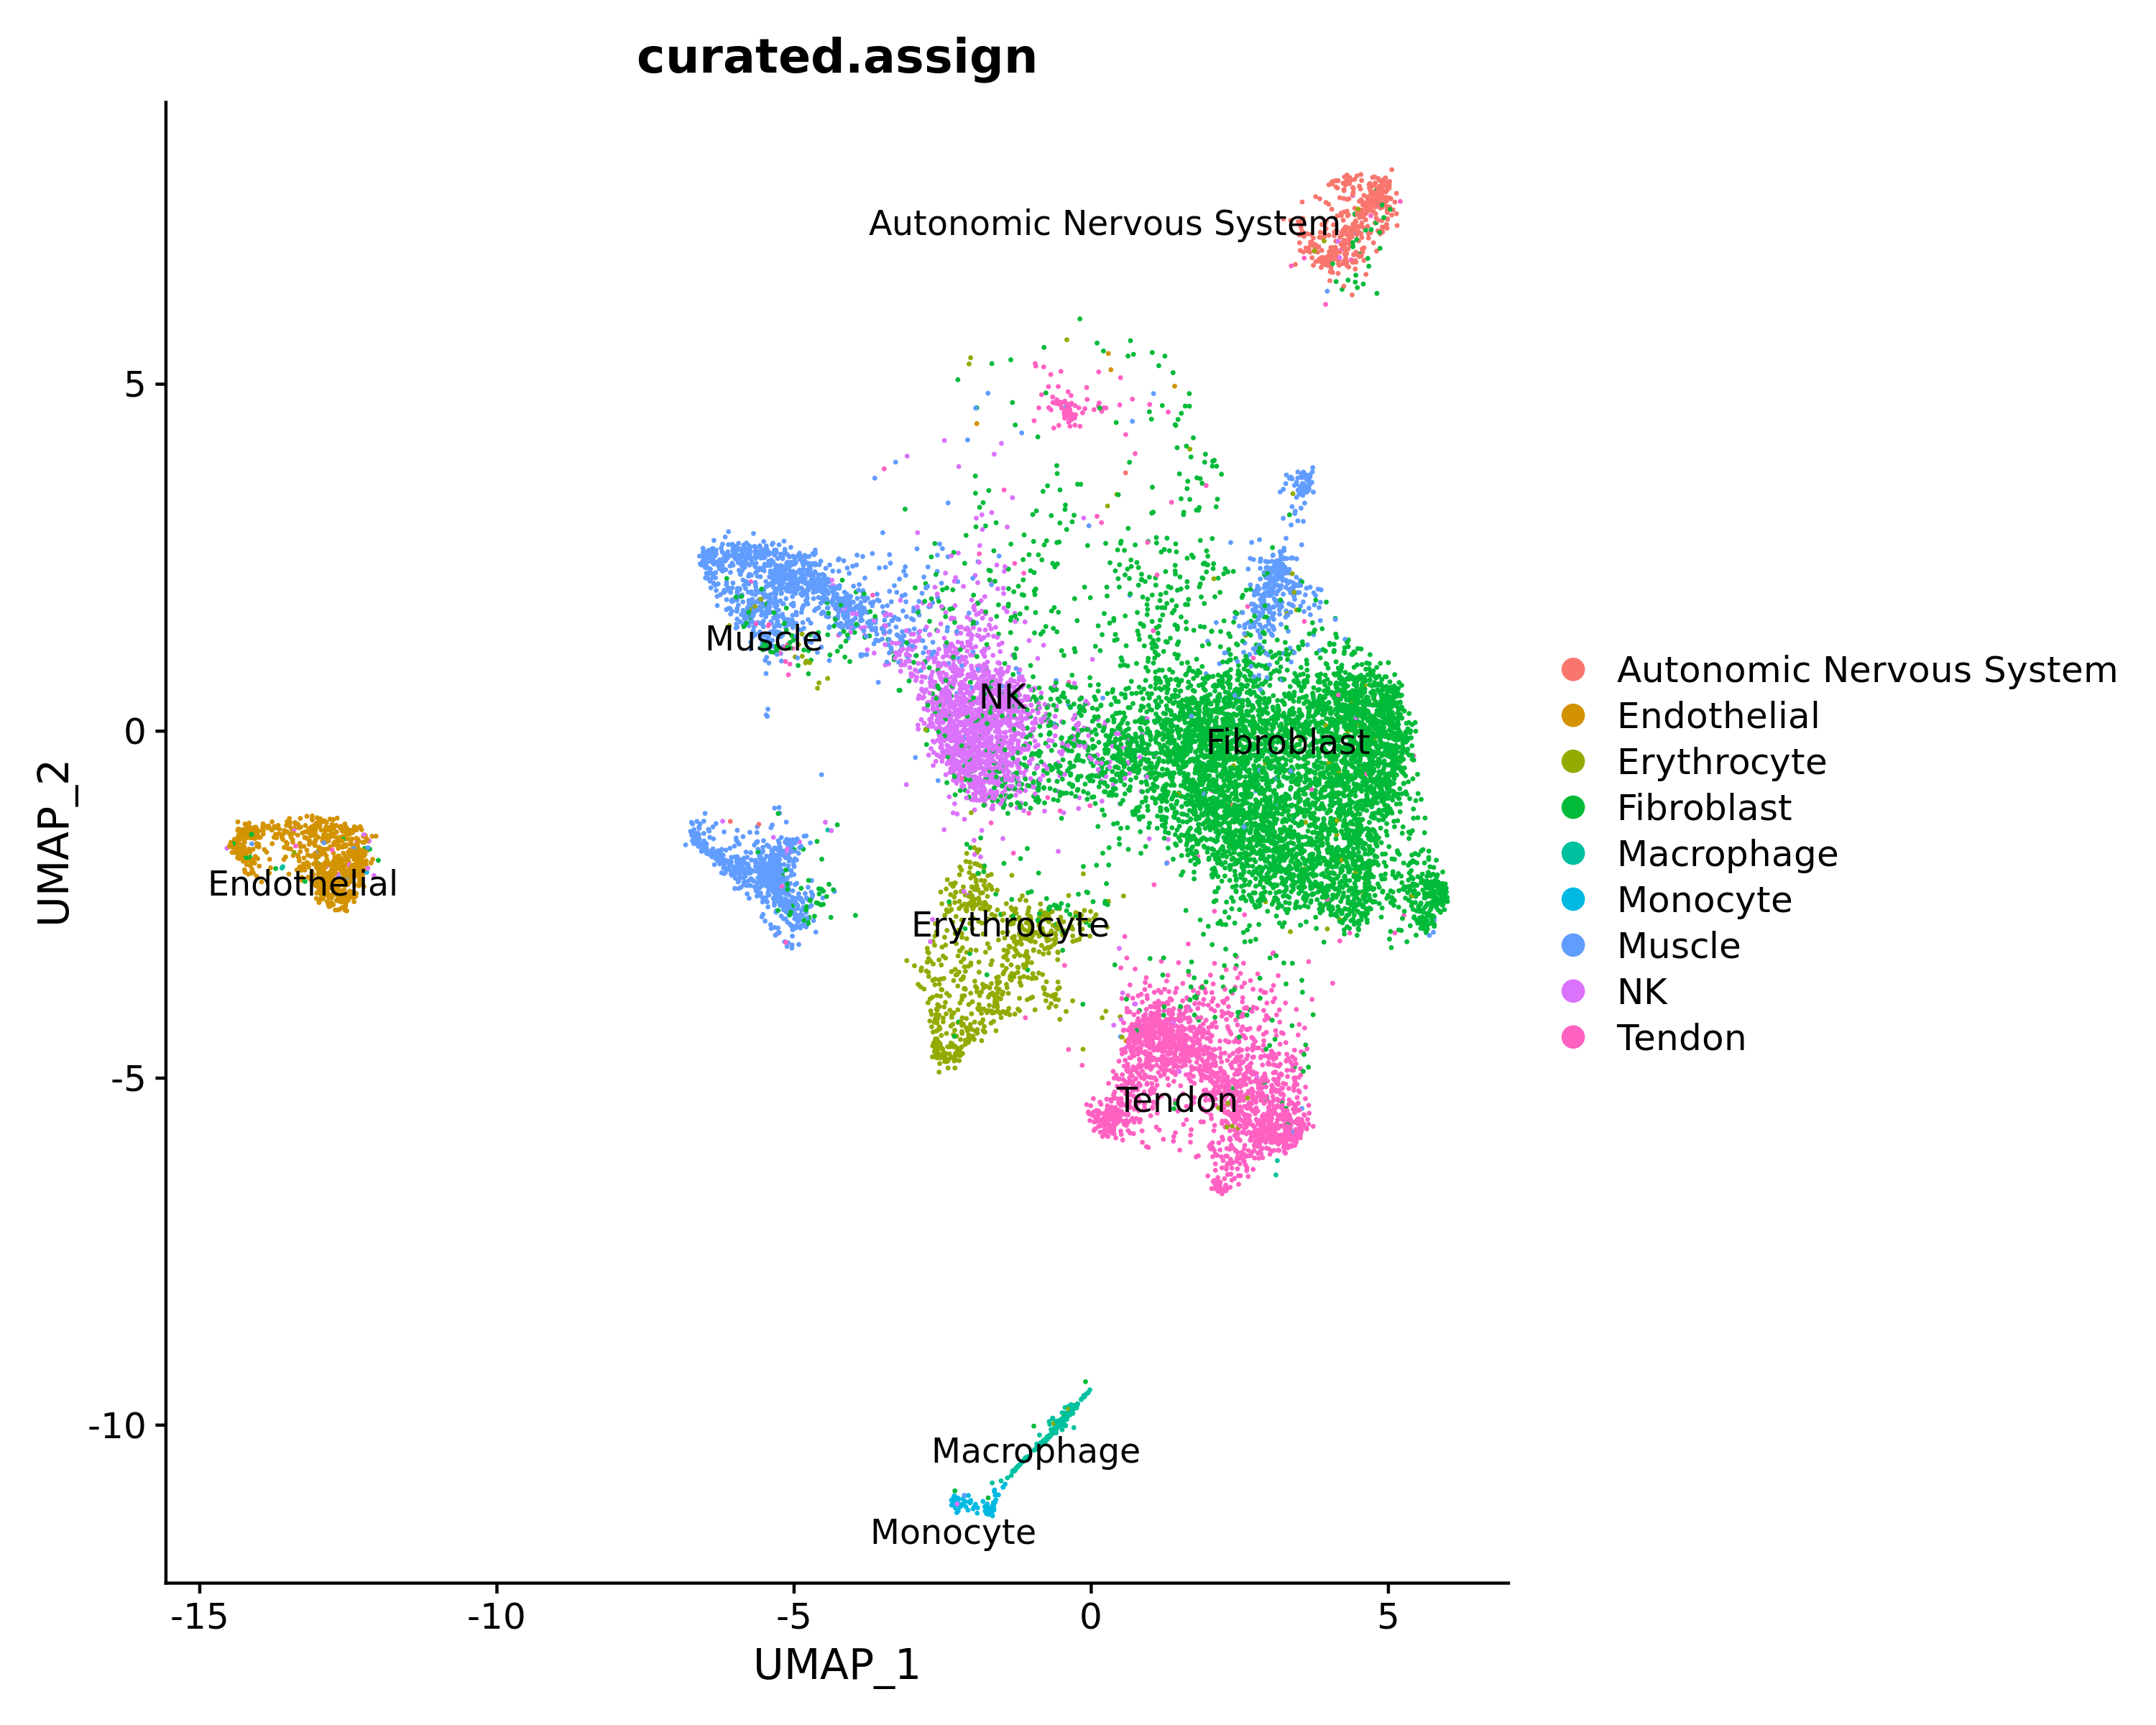 curated.assign
Autonomic Nervous System
Muscle
NK
Fibroblast
Endothelial
Erythrocyte
Tendon
Macrophage
Monocyte
5
0
-5
-10
UMAP_2
-15
-10
-5
0
5
UMAP_1
Autonomic Nervous System
Endothelial
Erythrocyte
Fibroblast
Macrophage
Monocyte
Muscle
NK
Tendon